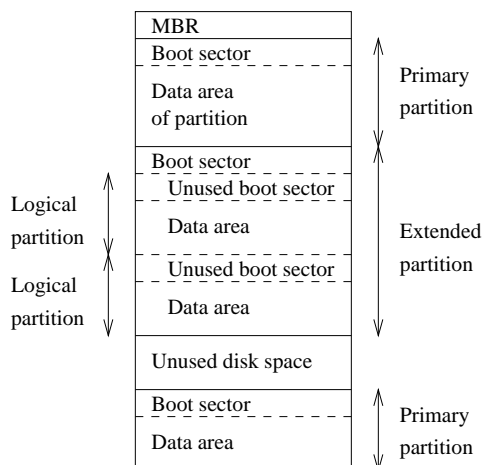 MBR
Boot sector
Data area
of partition
Primary
partition
Boot sector
Unused boot sector
Logical
partition
Data area
Extended
partition
Unused boot sector
Logical
partition
Data area
Unused disk space
Boot sector
Data area
Primary
partition